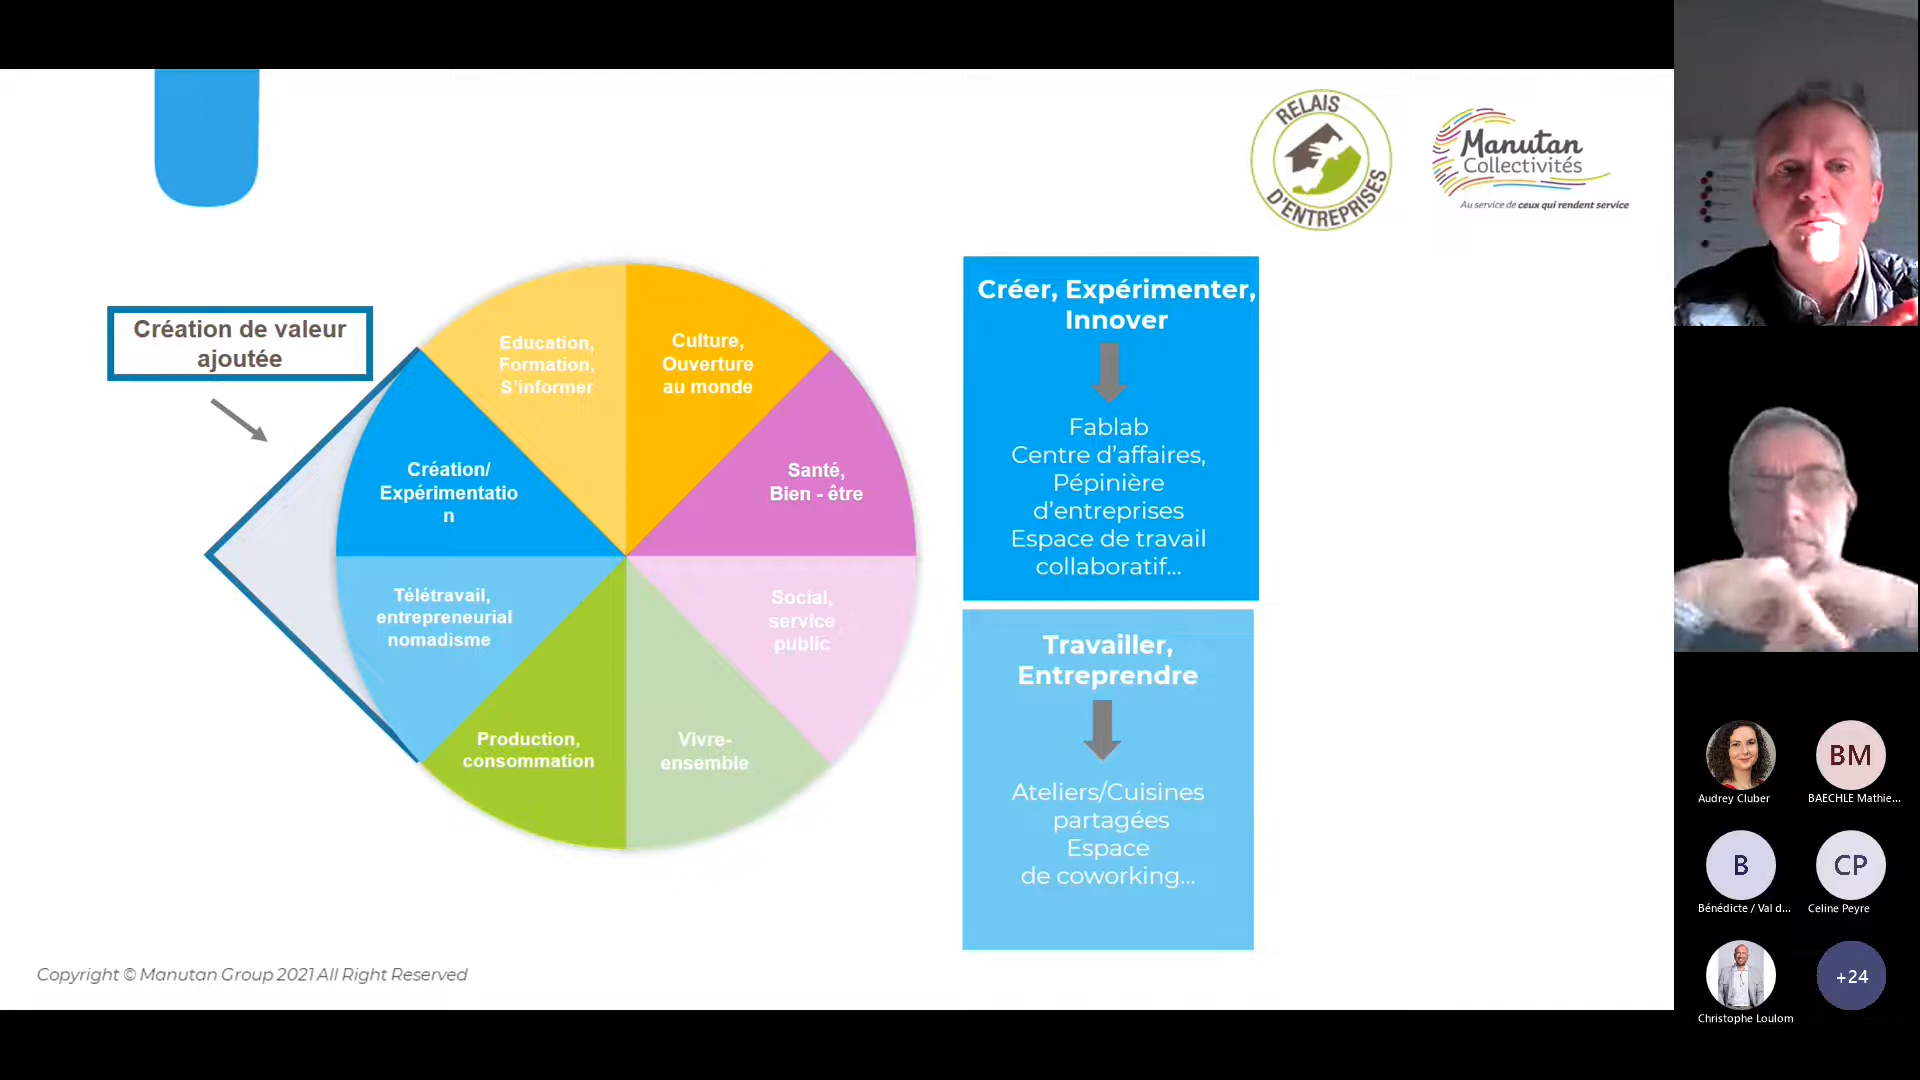 RELAIS
D'ENTREPRISES
Manutan
Collectivités
Au service de ceux qui rendent service
Création de valeur
ajoutée
Education,
Formation,
S'informer
Culture,
Ouverture
au monde
Création/
Expérimentatio
n
Santé,
Bien - être
Télétravail,
entrepreneurial
nomadisme
Social,
service
public
Production,
consommation
Vivre-
ensemble
Créer, Expérimenter,
Innover
Fablab
Centre d'affaires,
Pépinière
d'entreprises
Espace de travail
collaboratif...
Travailler,
Entreprendre
Ateliers/Cuisines
partagées
Espace
de coworking...
Copyright © Manutan Group 2021 All Right Reserved
Audrey Cluber
BM
BAECHLE Mathie...
B
Bénédicte / Val d...
CP
Celine Peyre
Christophe Loulom
+24